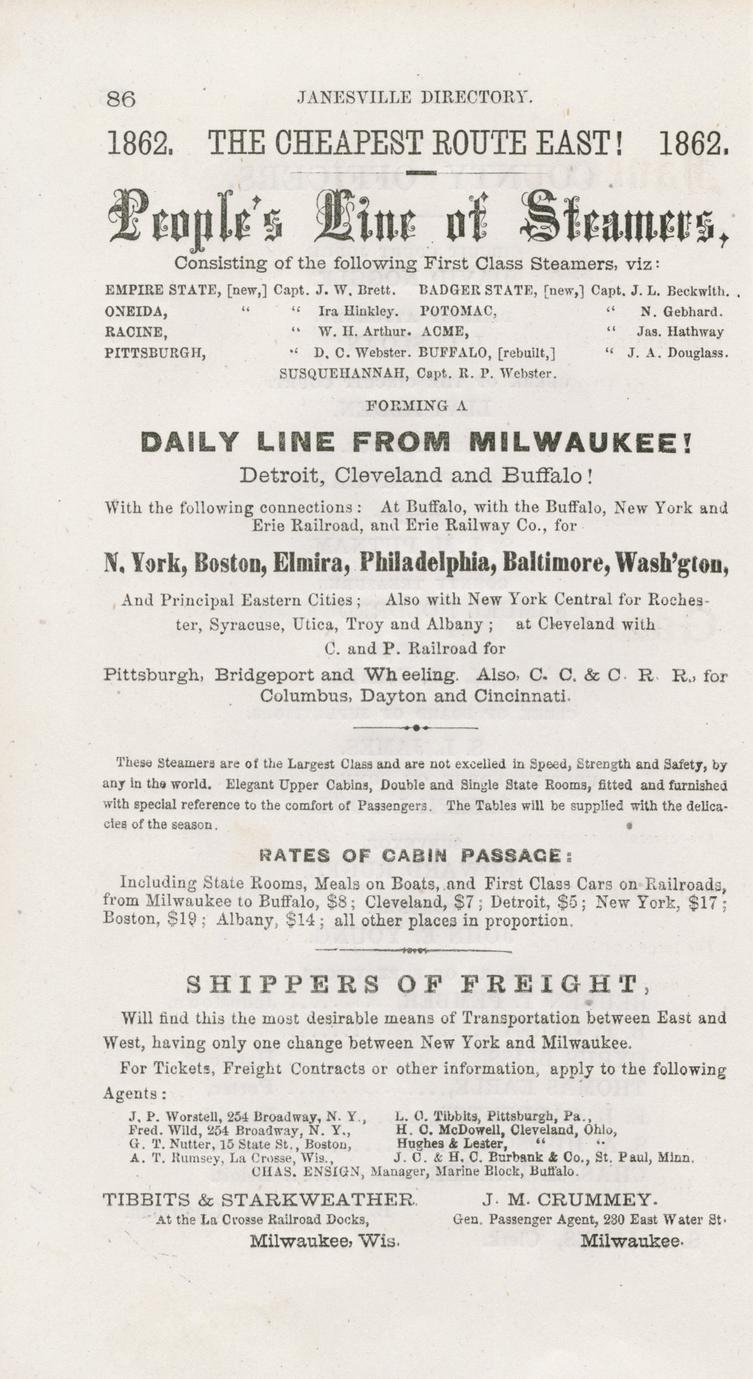 86 JANESVILLE DIRECTORY.
1862. THE CHEAPEST ROUTE EAST! 1862.
People's Line of Steamers,
Consisting of the following First Class Steamers, viz:
EMPIRE STATE, [new,] Capt. J. W. Brett. BADGER STATE, [new,] Capt. J. L. Beckwith.
ONEIDA, " " Ira Hinkley. POTOMAC, " N. Gebhard.
RACINE, " W. H. Arthur. ACME, " Jas. Hathway
PITTSBURGH, " D. C. Webster. BUFFALO, [rebuilt,] " J. A. Douglass.
SUSQUEHANNAH, Capt. R. P. Webster.
FORMING A
DAILY LINE FROM MILWAUKEE!
Detroit, Cleveland and Buffalo!
With the following connections: At Buffalo, with the Buffalo, New York and
Erie Railroad, and Erie Railway Co., for
N. York, Boston, Elmira, Philadelphia, Baltimore, Wash'gton,
And Principal Eastern Cities; Also with New York Central for Roches-
ter, Syracuse, Utica, Troy and Albany; at Cleveland with
C. and P. Railroad for
Pittsburgh, Bridgeport and Wheeling. Also, C. C. & C. R. R., for
Columbus, Dayton and Cincinnati.
These Steamers are of the Largest Class and are not excelled in Speed, Strength and Safety, by
any in the world. Elegant Upper Cabins, Double and Single State Rooms, fitted and furnished
with special reference to the comfort of Passengers. The Tables will be supplied with the delica-
cies of the season.
RATES OF CABIN PASSAGE:
Including State Rooms, Meals on Boats, and First Class Cars on Railroads,
from Milwaukee to Buffalo, $8; Cleveland, $7; Detroit, $5; New York, $17;
Boston, $19; Albany, $14; all other places in proportion.
SHIPPERS OF FREIGHT,
Will find this the most desirable means of Transportation between East and
West, having only one change between New York and Milwaukee.
For Tickets, Freight Contracts or other information, apply to the following
Agents:
J. P. Worstell, 254 Broadway, N. Y., L. O. Tibbits, Pittsburgh, Pa.,
Fred. Wild, 254 Broadway, N. Y., H. C. McDowell, Cleveland, Ohio,
G. T. Nutter, 15 State St., Boston, Hughes & Lester, " "
A. T. Rumsey, La Crosse, Wis., J. C. & H. C. Burbank & Co., St. Paul, Minn.
CHAS. ENSIGN, Manager, Marine Block, Buffalo.
TIBBITS & STARKWEATHER. J. M. CRUMMEY.
At the La Crosse Railroad Docks, Gen. Passenger Agent, 230 East Water St.
Milwaukee, Wis. Milwaukee.